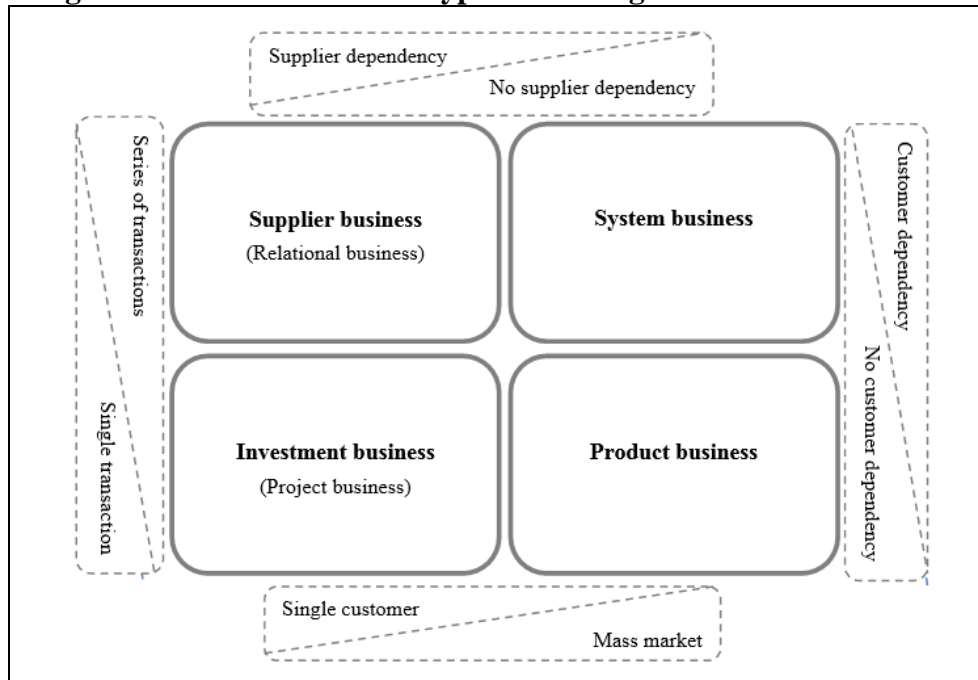 Supplier dependency
No supplier dependency
Series of transactions
Single transaction
Supplier business
(Relational business)
System business
Customer dependency
No customer dependency
Investment business
(Project business)
Product business
Single customer
Mass market